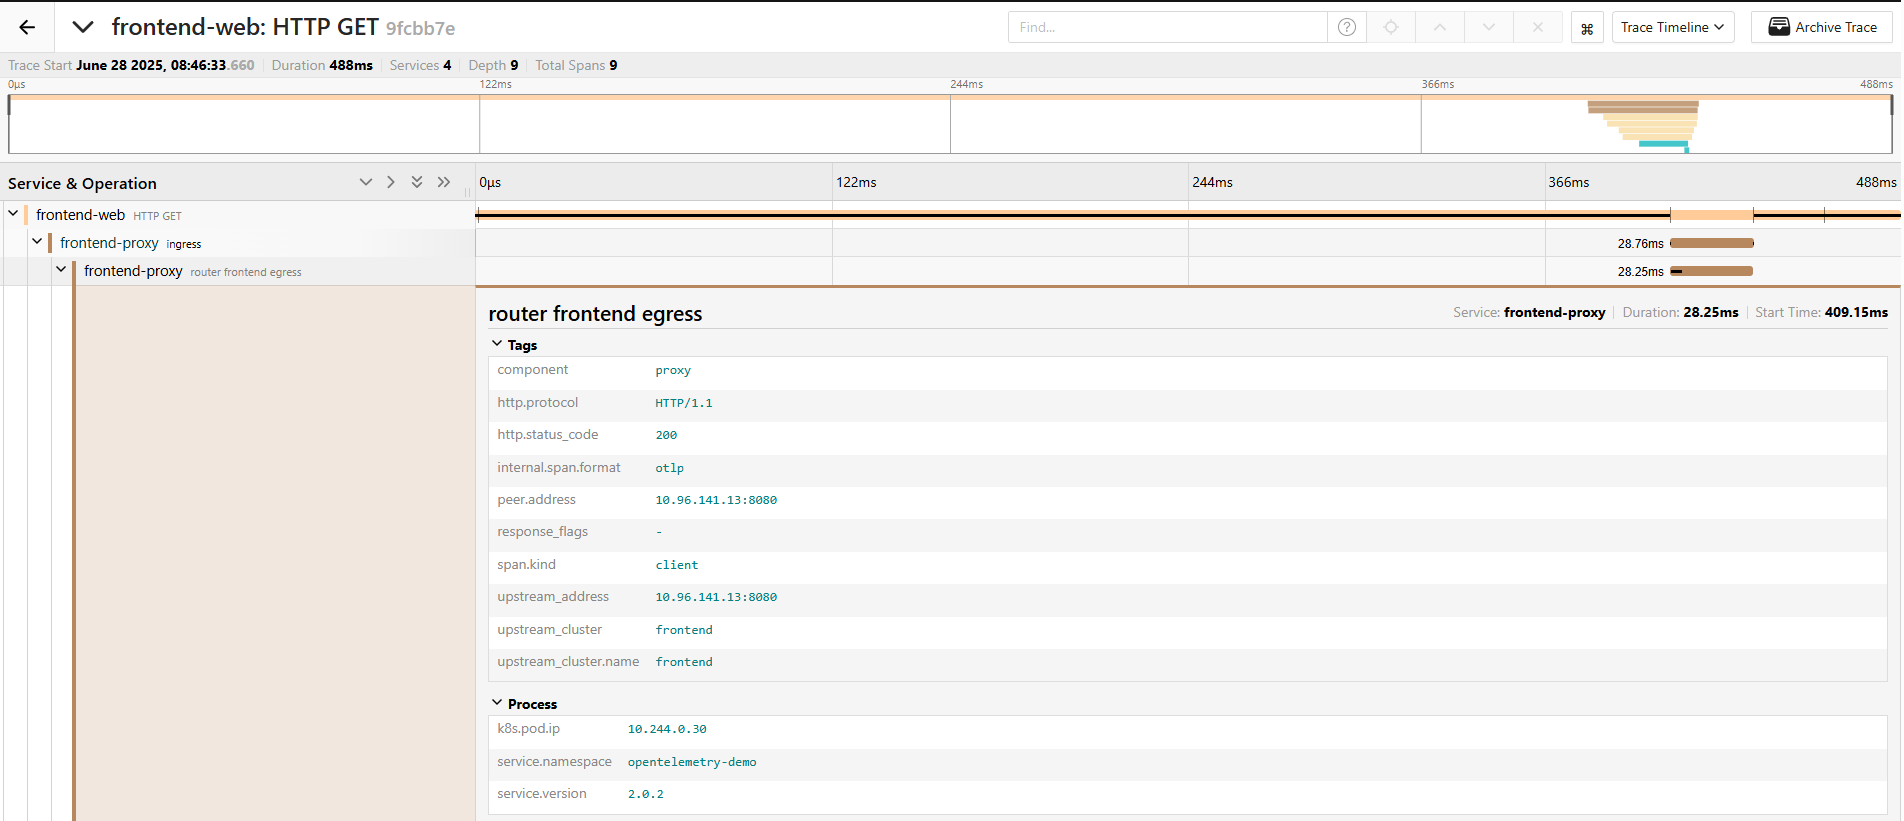 frontend-web: HTTP GET 9fcbb7e
Find...
?
⌘
Trace Timeline
Archive Trace
Trace Start June 28 2025, 08:46:33.660 Duration 488ms Services 4 Depth 9 Total Spans 9
0μs 122ms 244ms 366ms 488ms
Service & Operation
0μs 122ms 244ms 366ms 488ms
frontend-web HTTP GET
frontend-proxy ingress 28.76ms
frontend-proxy router frontend egress 28.25ms
router frontend egress
Service: frontend-proxy Duration: 28.25ms Start Time: 409.15ms
Tags
component proxy
http.protocol HTTP/1.1
http.status_code 200
internal.span.format otlp
peer.address 10.96.141.13:8080
response_flags -
span.kind client
upstream_address 10.96.141.13:8080
upstream_cluster frontend
upstream_cluster.name frontend
Process
k8s.pod.ip 10.244.0.30
service.namespace opentelemetry-demo
service.version 2.0.2